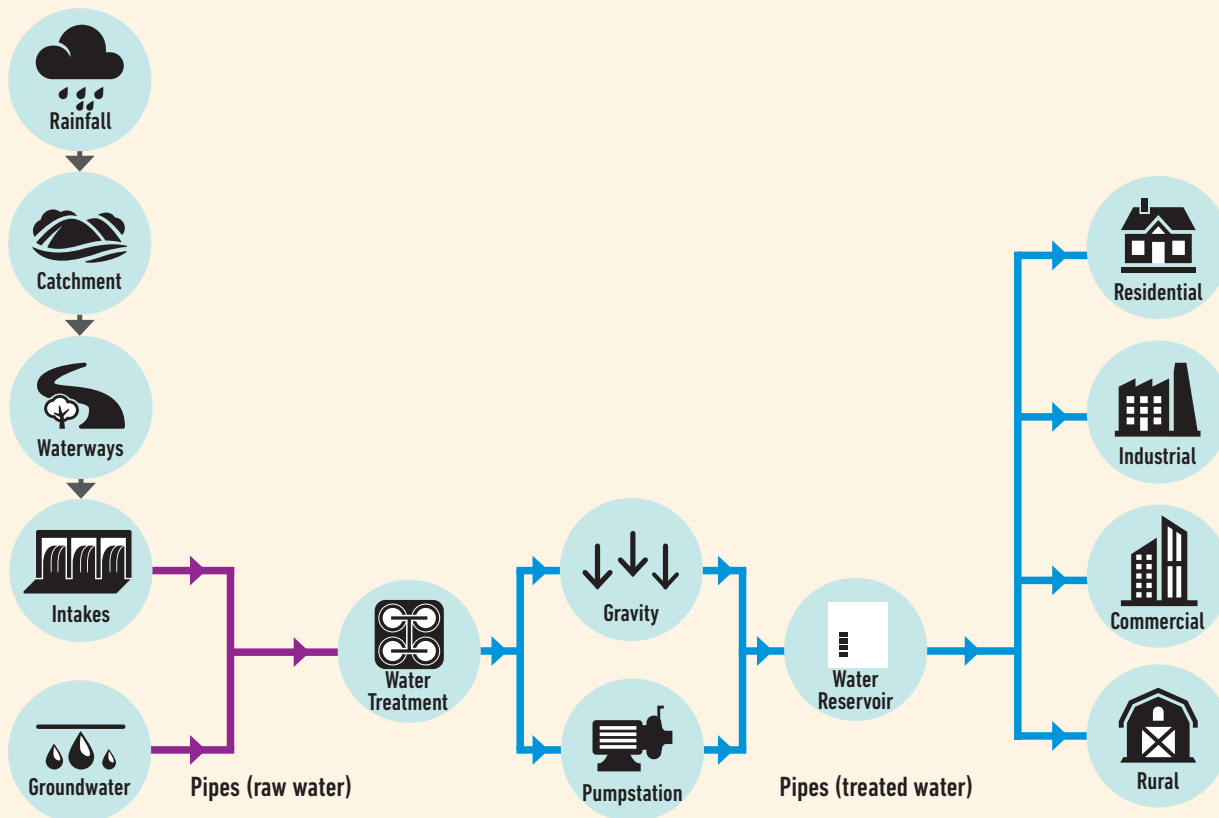 Rainfall
Catchment
Waterways
Intakes
Groundwater
Pipes (raw water)
Water
Treatment
Gravity
Pumpstation
Water
Reservoir
Pipes (treated water)
Residential
Industrial
Commercial
Rural